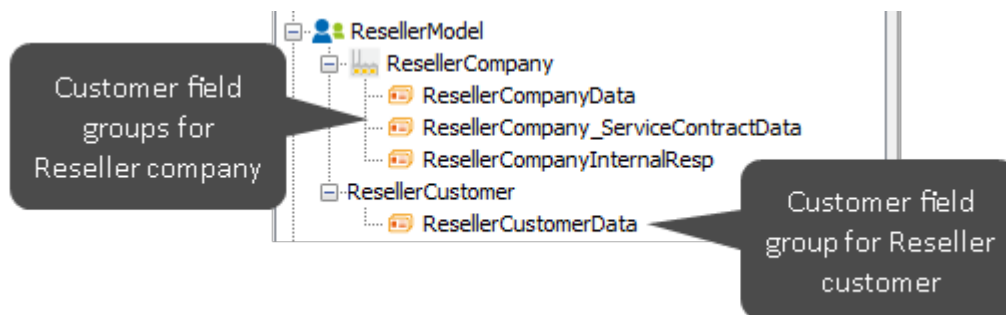 ResellerModel
ResellerCompany
ResellerCompanyData
ResellerCompany_ServiceContractData
ResellerCompanyInternalResp
ResellerCustomer
ResellerCustomerData
Customer field
groups for
Reseller company
Customer field
group for Reseller
customer